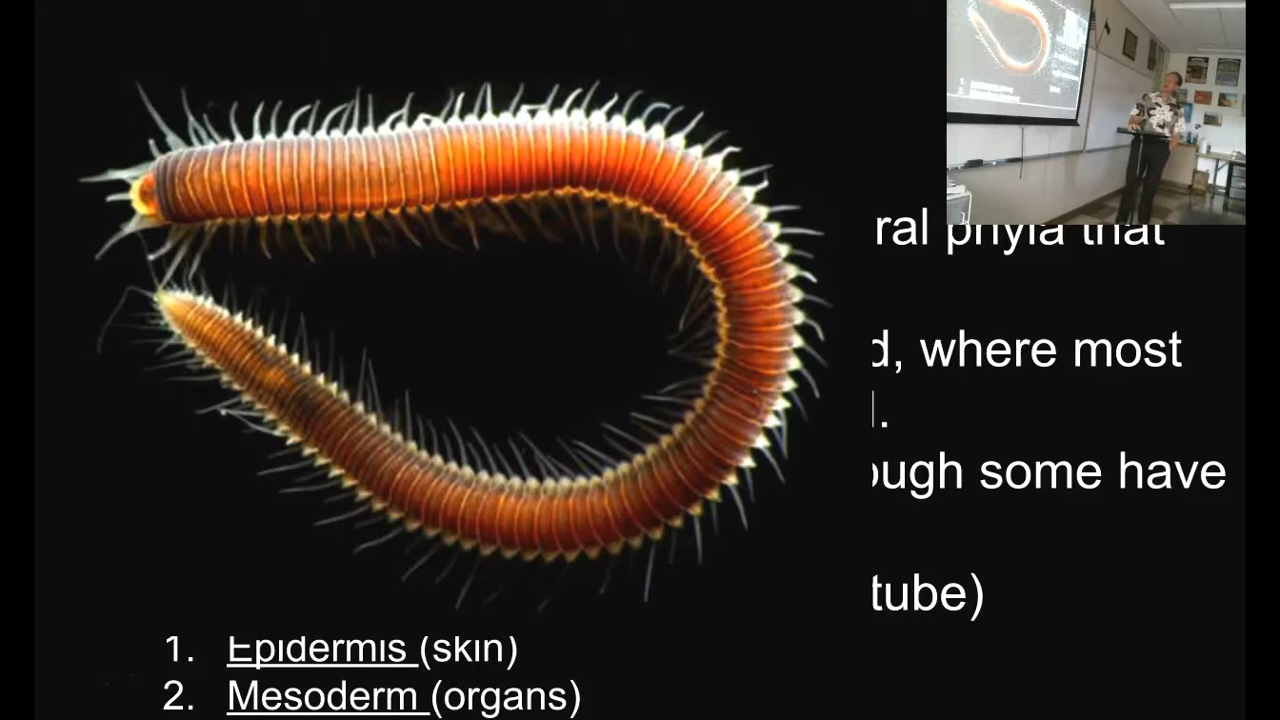 ral phyla that
d, where most
.
ough some have
tube)
1. Epidermis (skin)
2. Mesoderm (organs)